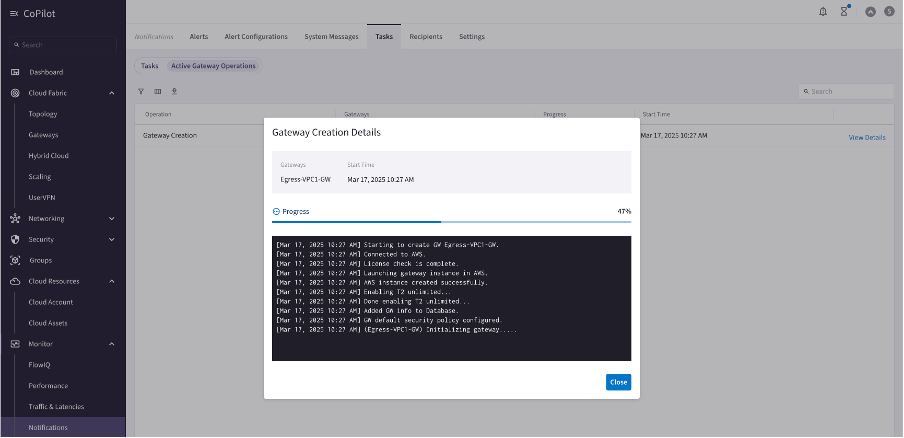 CoPilot
S
Notifications Alerts Alert Configurations System Messages Tasks Recipients Settings
Search
Tasks Active Gateway Operations
Dashboard
Cloud Fabric
Search
Topology
Operation Gateways Progress Start Time
Gateways
Gateway Creation Mar 17, 2025 10:27 AM View Details
Hybrid Cloud
Scaling
UserVPN
Networking
Security
Groups
Cloud Resources
Cloud Account
Cloud Assets
Monitor
FlowIQ
Performance
Traffic & Latencies
Notifications
Gateway Creation Details
Gateways Start Time
Egress-VPC1-GW Mar 17, 2025 10:27 AM
Progress 47%
[Mar 17, 2025 10:27 AM] Starting to create GW Egress-VPC1-GW.
[Mar 17, 2025 10:27 AM] Connected to AWS.
[Mar 17, 2025 10:27 AM] License check is complete.
[Mar 17, 2025 10:27 AM] Launching gateway instance in AWS.
[Mar 17, 2025 10:27 AM] AWS instance created successfully.
[Mar 17, 2025 10:27 AM] Enabling T2 unlimited...
[Mar 17, 2025 10:27 AM] Done enabling T2 unlimited...
[Mar 17, 2025 10:27 AM] Added GW info to Database.
[Mar 17, 2025 10:27 AM] GW default security policy configured.
[Mar 17, 2025 10:27 AM] (Egress-VPC1-GW) Initializing gateway.....
Close